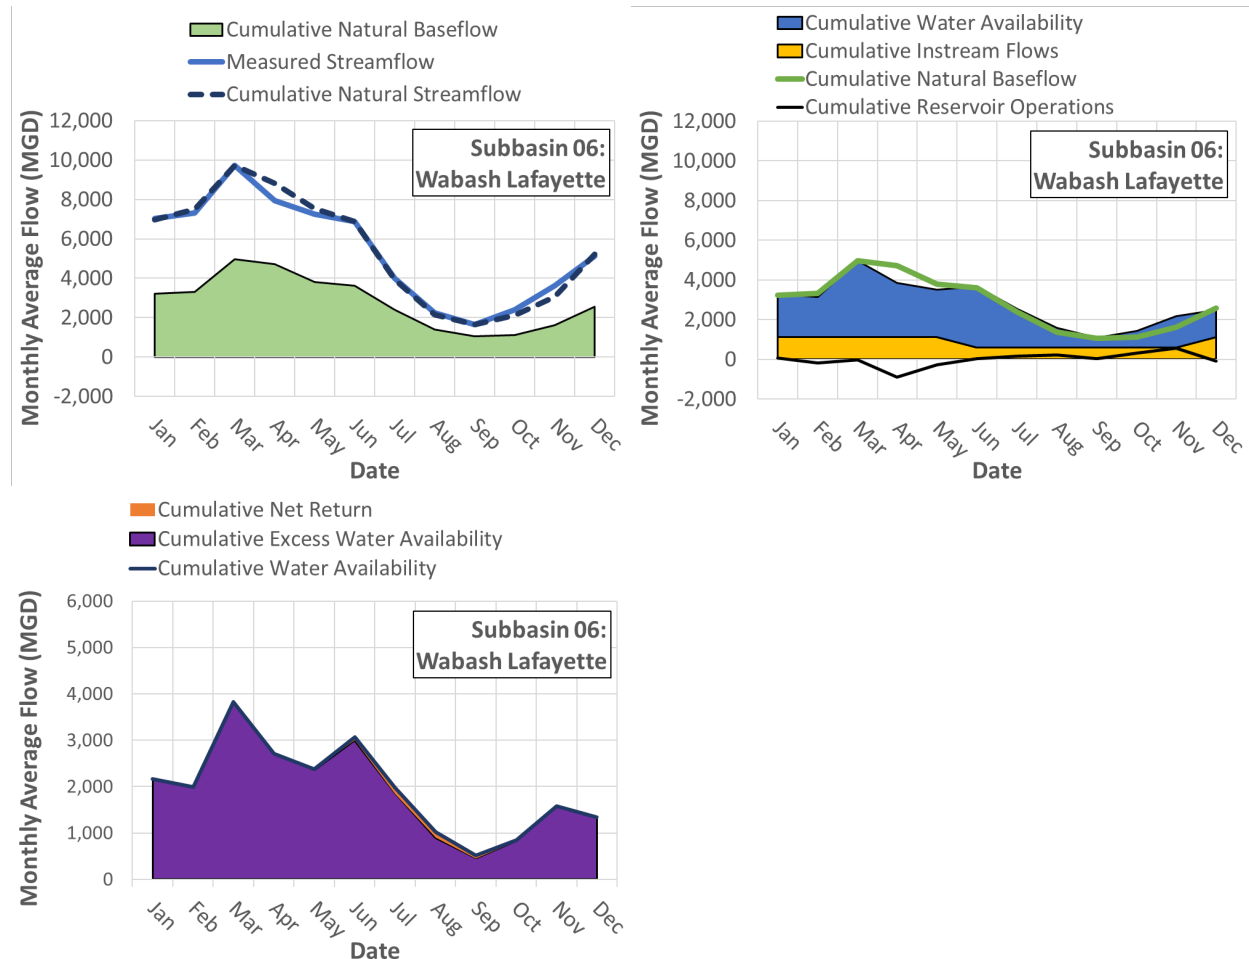 Cumulative Natural Baseflow
Measured Streamflow
Cumulative Natural Streamflow
Monthly Average Flow (MGD)
12,000
10,000
8,000
6,000
4,000
2,000
0
-2,000
Subbasin 06:
Wabash Lafayette
Jan
Feb
Mar
Apr
May
Jun
Jul
Aug
Sep
Oct
Nov
Dec
Date
Cumulative Water Availability
Cumulative Instream Flows
Cumulative Natural Baseflow
Cumulative Reservoir Operations
Monthly Average Flow (MGD)
12,000
10,000
8,000
6,000
4,000
2,000
0
-2,000
Subbasin 06:
Wabash Lafayette
Jan
Feb
Mar
Apr
May
Jun
Jul
Aug
Sep
Oct
Nov
Dec
Date
Cumulative Net Return
Cumulative Excess Water Availability
Cumulative Water Availability
Monthly Average Flow (MGD)
6,000
5,000
4,000
3,000
2,000
1,000
0
Subbasin 06:
Wabash Lafayette
Jan
Feb
Mar
Apr
May
Jun
Jul
Aug
Sep
Oct
Nov
Dec
Date